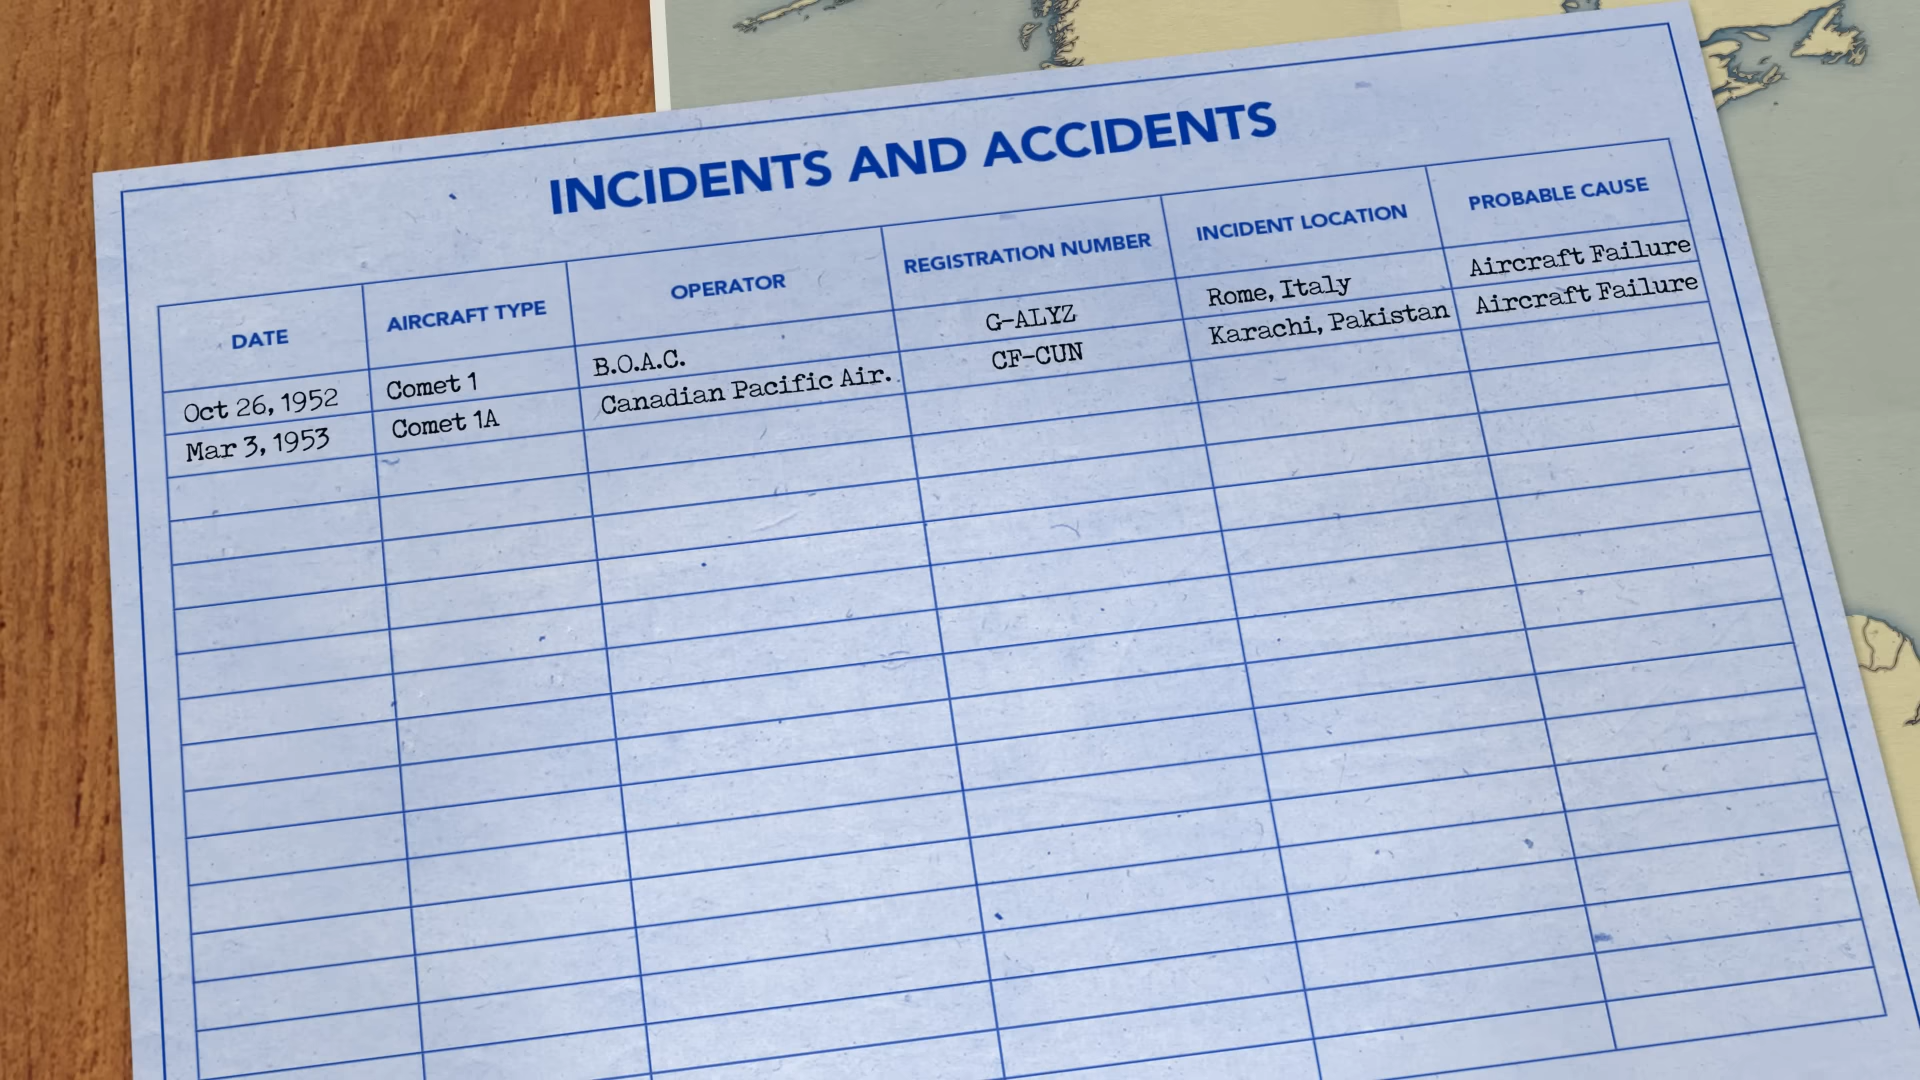 INCIDENTS AND ACCIDENTS
DATE AIRCRAFT TYPE OPERATOR REGISTRATION NUMBER INCIDENT LOCATION PROBABLE CAUSE
Oct 26, 1952 Comet 1 B.O.A.C. G-ALYZ Rome, Italy Aircraft Failure
Mar 3, 1953 Comet 1A Canadian Pacific Air. CF-CUN Karachi, Pakistan Aircraft Failure